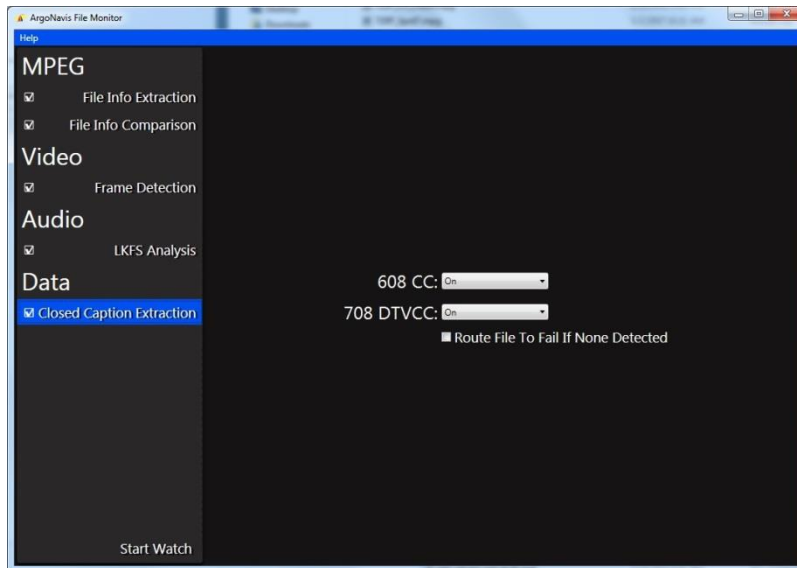 ArgoNavis File Monitor
Help
MPEG
File Info Extraction
File Info Comparison
Video
Frame Detection
Audio
LKFS Analysis
Data
Closed Caption Extraction
608 CC: On
708 DTVCC: On
Route File To Fail If None Detected
Start Watch